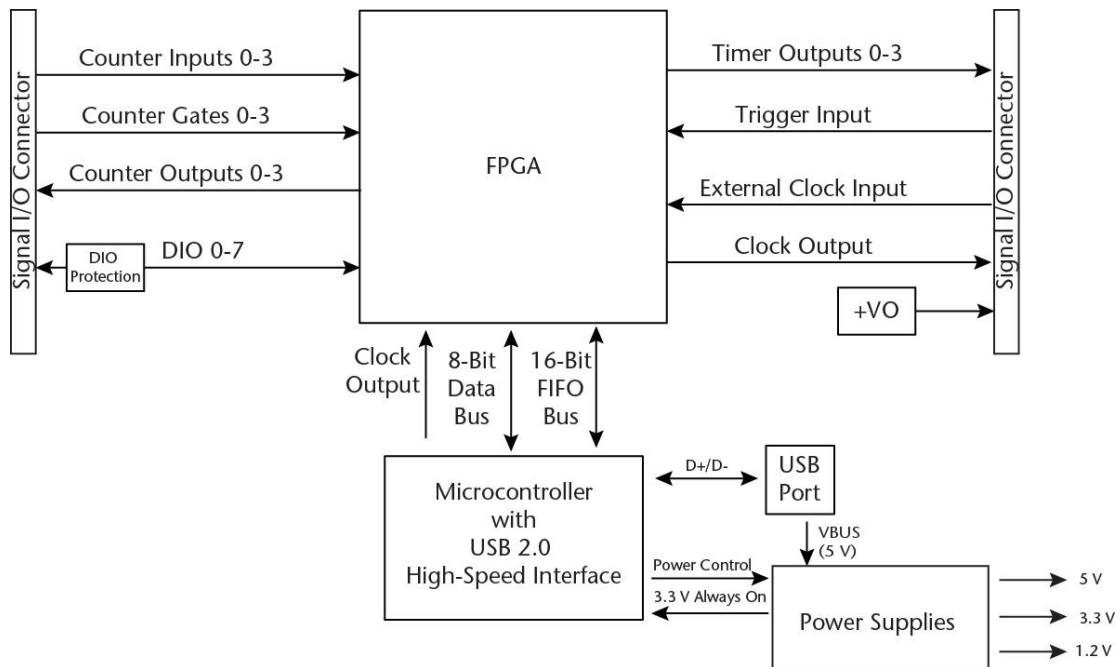 Signal I/O Connector
Counter Inputs 0-3
Counter Gates 0-3
Counter Outputs 0-3
DIO
Protection
DIO 0-7
FPGA
Timer Outputs 0-3
Trigger Input
External Clock Input
Clock Output
+VO
Signal I/O Connector
Clock
Output
8-Bit
Data
Bus
16-Bit
FIFO
Bus
Microcontroller
with
USB 2.0
High-Speed Interface
D+/D-
USB
Port
VBUS
(5 V)
Power Control
3.3 V Always On
Power Supplies
5 V
3.3 V
1.2 V